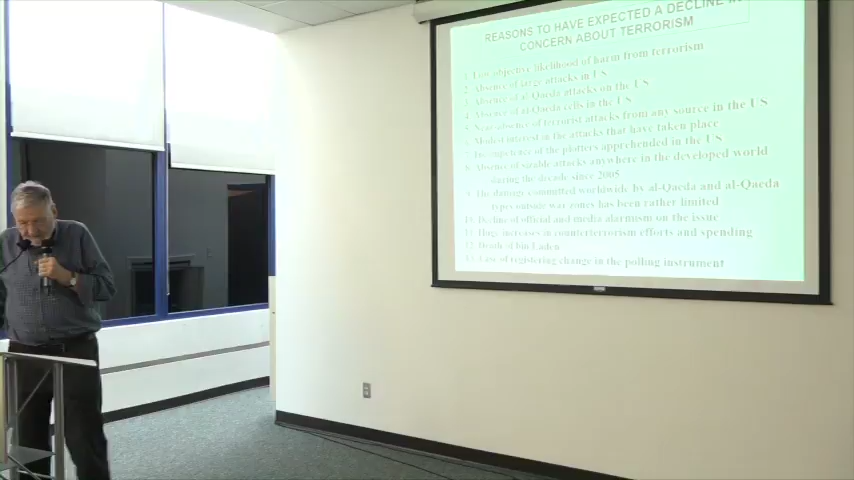 REASONS TO HAVE EXPECTED A DECLINE IN
CONCERN ABOUT TERRORISM
1. Low objective likelihood of harm from terrorism
2. Absence of large attacks in US
3. Absence of al-Qaeda attacks on the US
4. Absence of al-Qaeda cells in the US
5. Near-absence of terrorist attacks from any source in the US
6. Modest interest in the attacks that have taken place
7. Incompetence of the plotters apprehended in the US
8. Absence of sizable attacks anywhere in the developed world
during the decade since 2005
9. The damage committed worldwide by al-Qaeda and al-Qaeda
types outside war zones has been rather limited
10. Decline of official and media alarmism on the issue
11. Huge increases in counterterrorism efforts and spending
12. Death of bin Laden
13. Ease of registering change in the polling instrument